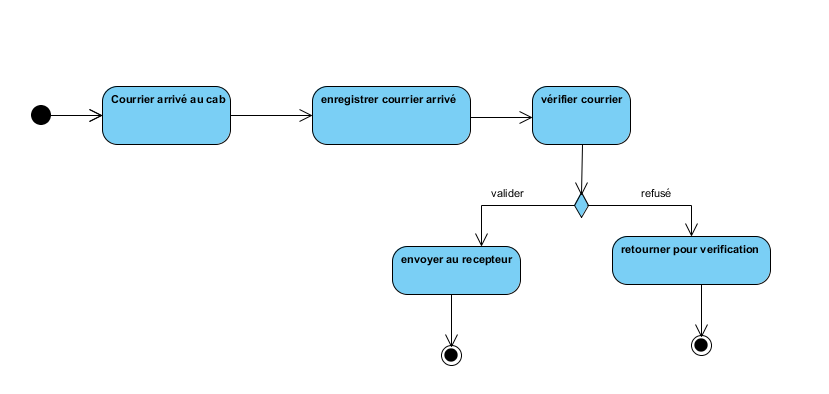 Courrier arrivé au cab
enregistrer courrier arrivé
vérifier courrier
valider
refusé
envoyer au recepteur
retourner pour verification